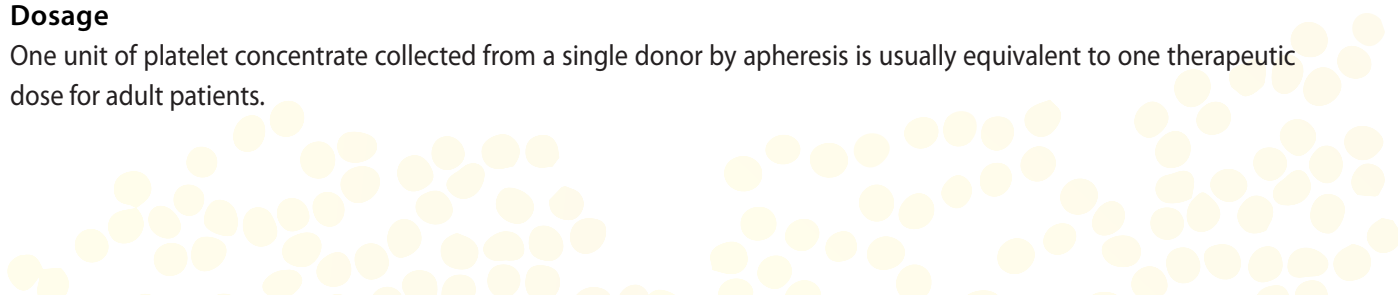 Dosage
One unit of platelet concentrate collected from a single donor by apheresis is usually equivalent to one therapeutic
dose for adult patients.